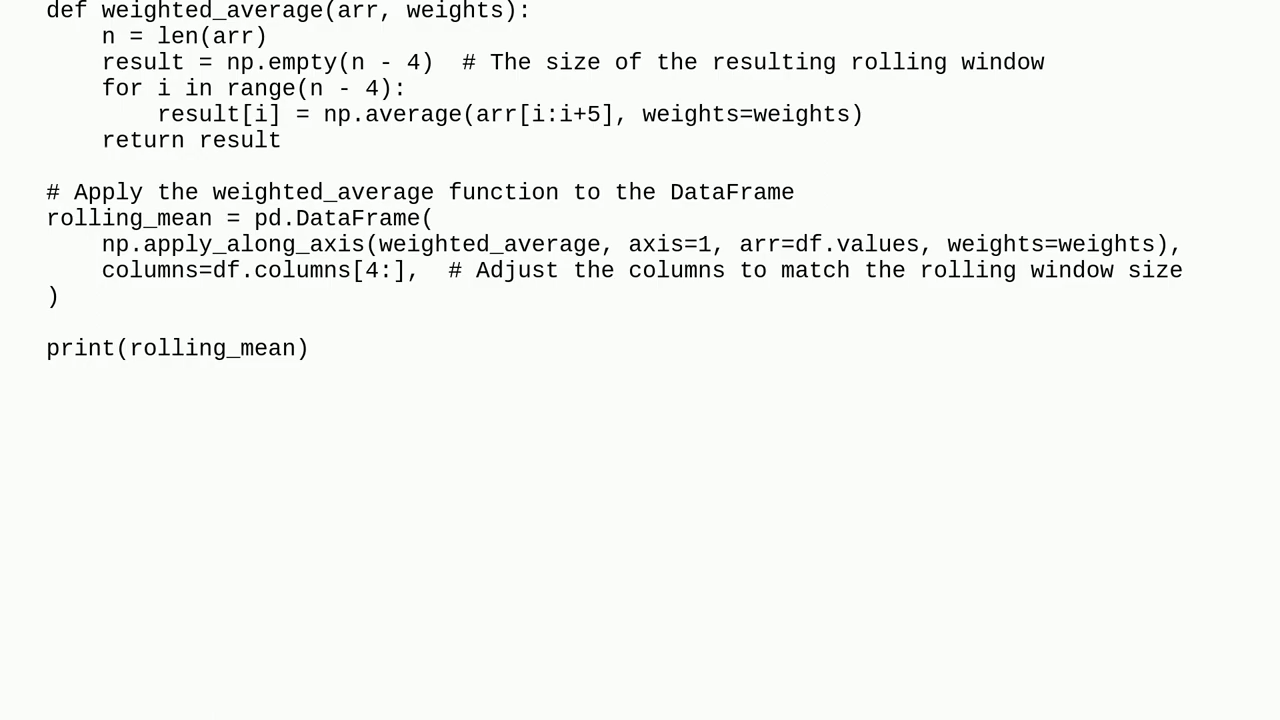 def weighted_average(arr, weights):
    n = len(arr)
    result = np.empty(n - 4)  # The size of the resulting rolling window
    for i in range(n - 4):
        result[i] = np.average(arr[i:i+5], weights=weights)
    return result

# Apply the weighted_average function to the DataFrame
rolling_mean = pd.DataFrame(
    np.apply_along_axis(weighted_average, axis=1, arr=df.values, weights=weights),
    columns=df.columns[4:],  # Adjust the columns to match the rolling window size
)

print(rolling_mean)